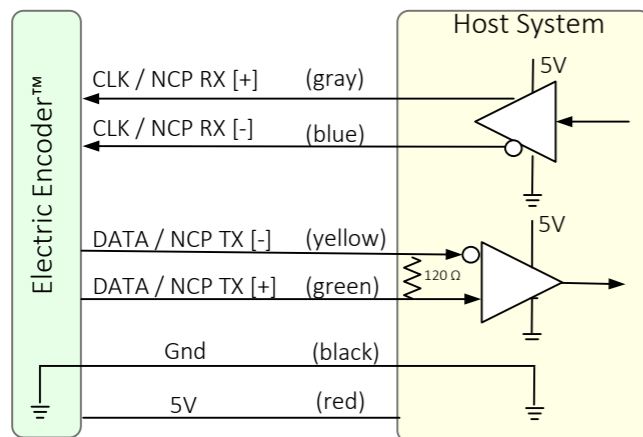 Host System
Electric Encoder™
5V
CLK / NCP RX [+] (gray)
CLK / NCP RX [-] (blue)
5V
DATA / NCP TX [-] (yellow)
120 Ω
DATA / NCP TX [+] (green)
Gnd (black)
5V (red)